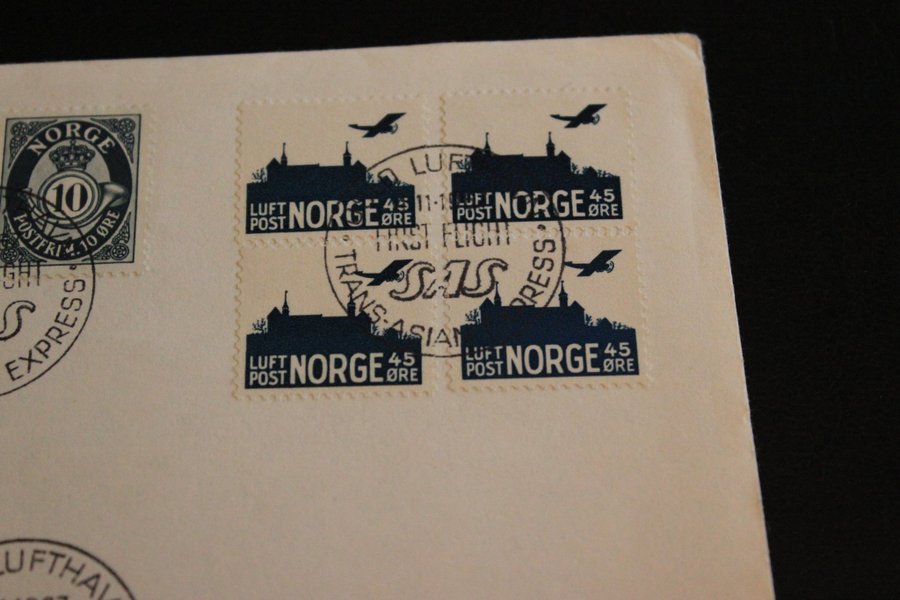 NORGE
10
POSTFRIM. 10 ØRE
LUFT
POST NORGE 45
ØRE
LUFT
POST NORGE 45
ØRE
LUFT
POST NORGE 45
ØRE
LUFT
POST NORGE 45
ØRE
FIRST FLIGHT
SAS
TRANS-ASIAN EXPRESS
EXPRESS